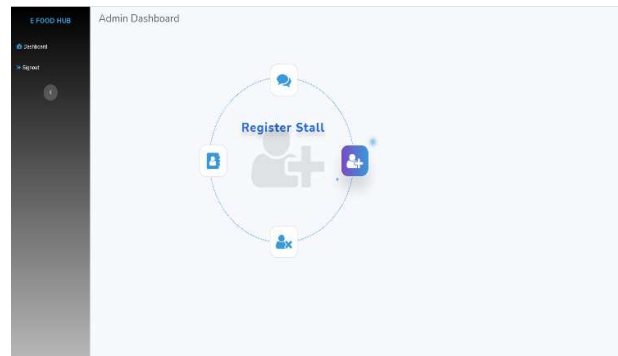 E FOOD HUB
Admin Dashboard
Dashboard
Signout
Register Stall